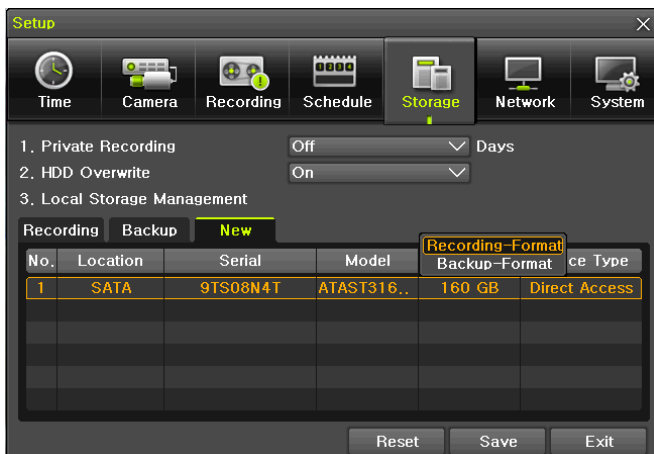 Setup
Time Camera Recording Schedule Storage Network System
1. Private Recording Off Days
2. HDD Overwrite On
3. Local Storage Management
Recording Backup New
Recording-Format
Backup-Format
No. Location Serial Model ce Type
1 SATA 9TS08N4T ATAST316.. 160 GB Direct Access
Reset Save Exit